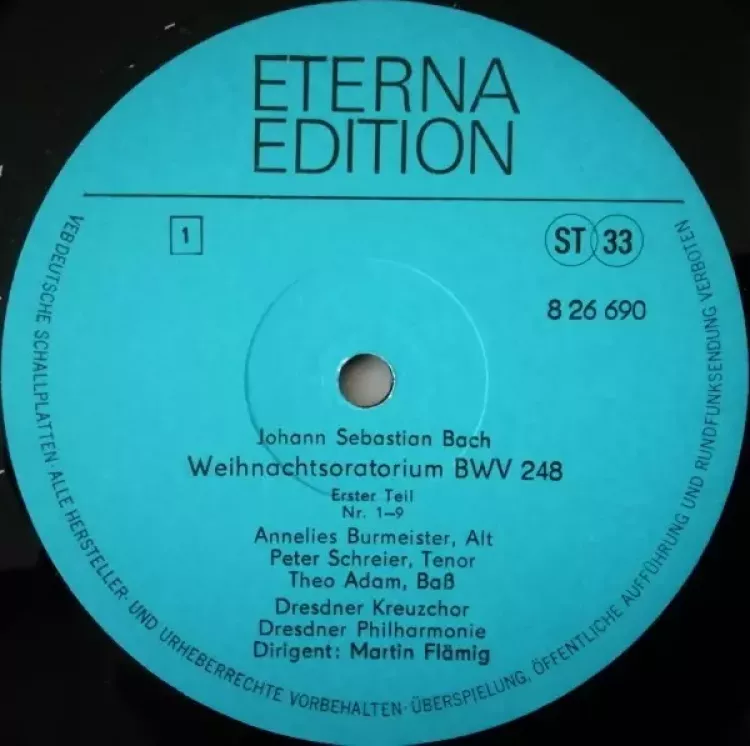 ETERNA
EDITION
1
ST 33
8 26 690
Johann Sebastian Bach
Weihnachtsoratorium BWV 248
Erster Teil
Nr. 1–9
Annelies Burmeister, Alt
Peter Schreier, Tenor
Theo Adam, Baß
Dresdner Kreuzchor
Dresdner Philharmonie
Dirigent: Martin Flämig
VEB DEUTSCHE SCHALLPLATTEN · ALLE HERSTELLER- UND URHEBERRECHTE VORBEHALTEN · ÜBERSPIELUNG, ÖFFENTLICHE AUFFÜHRUNG UND RUNDFUNKSENDUNG VERBOTEN